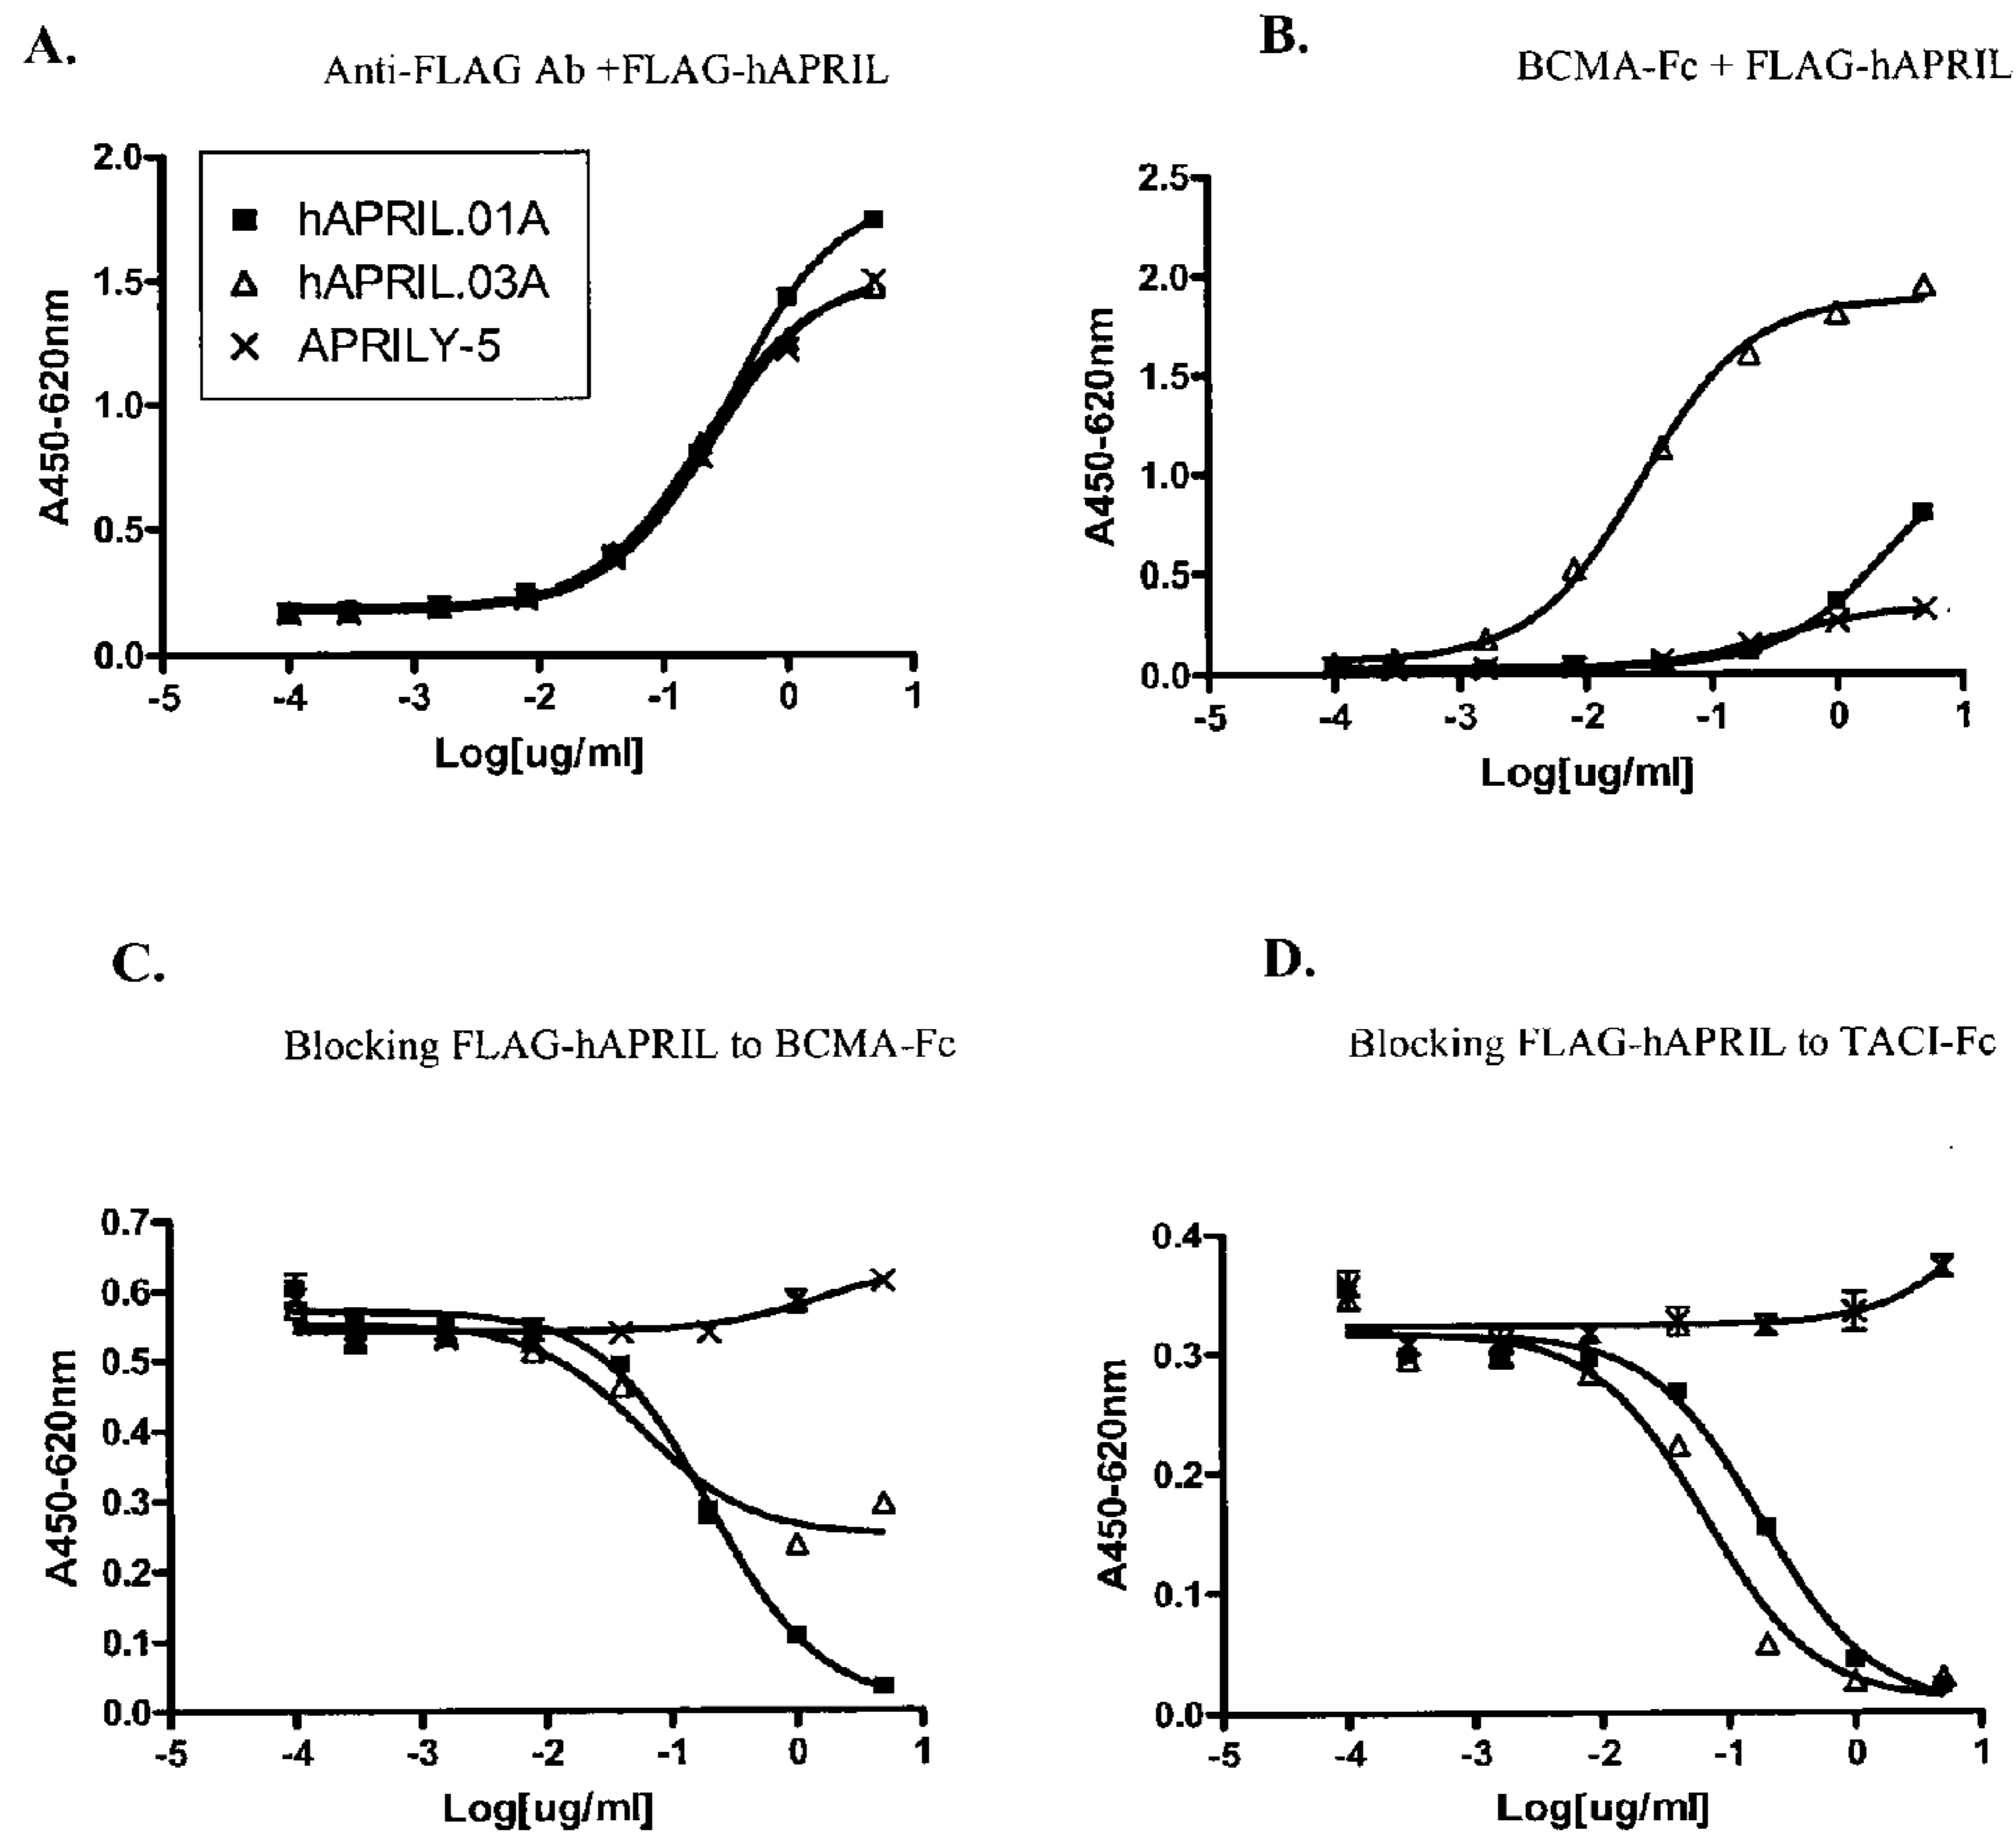 A.
Anti-FLAG Ab +FLAG-hAPRIL
2.0
1.5
1.0
0.5
0.0
A450-620nm
hAPRIL.01A
hAPRIL.03A
APRILY-5
-5 -4 -3 -2 -1 0 1
Log[ug/ml]
B.
BCMA-Fc + FLAG-hAPRIL
2.5
2.0
1.5
1.0
0.5
0.0
A450-620nm
-5 -4 -3 -2 -1 0 1
Log[ug/ml]
C.
Blocking FLAG-hAPRIL to BCMA-Fc
0.7
0.6
0.5
0.4
0.3
0.2
0.1
0.0
A450-620nm
-5 -4 -3 -2 -1 0 1
Log[ug/ml]
D.
Blocking FLAG-hAPRIL to TACI-Fc
0.4
0.3
0.2
0.1
0.0
A450-620nm
-5 -4 -3 -2 -1 0 1
Log[ug/ml]